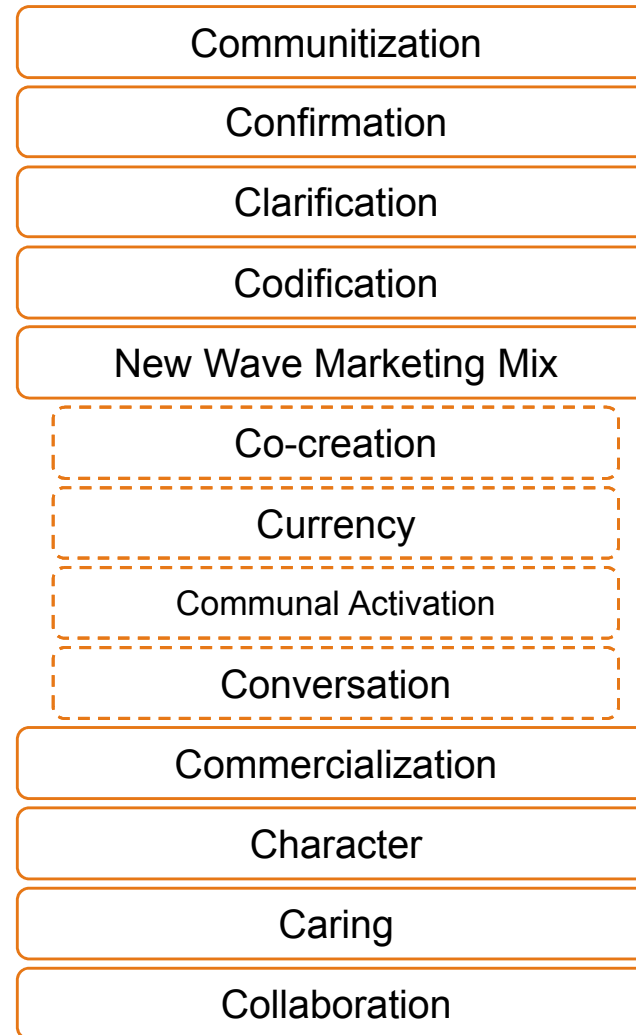 Communitization
Confirmation
Clarification
Codification
New Wave Marketing Mix
Co-creation
Currency
Communal Activation
Conversation
Commercialization
Character
Caring
Collaboration